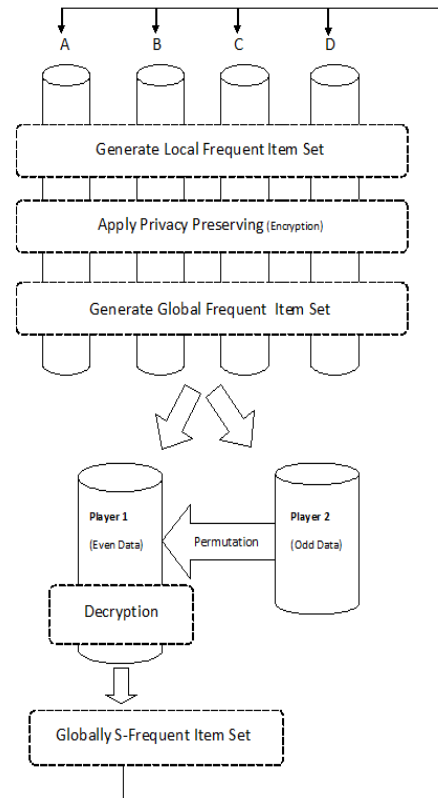 A B C D
Generate Local Frequent Item Set
Apply Privacy Preserving (Encryption)
Generate Global Frequent Item Set
Player 1
(Even Data)
Permutation
Player 2
(Odd Data)
Decryption
Globally S-Frequent Item Set